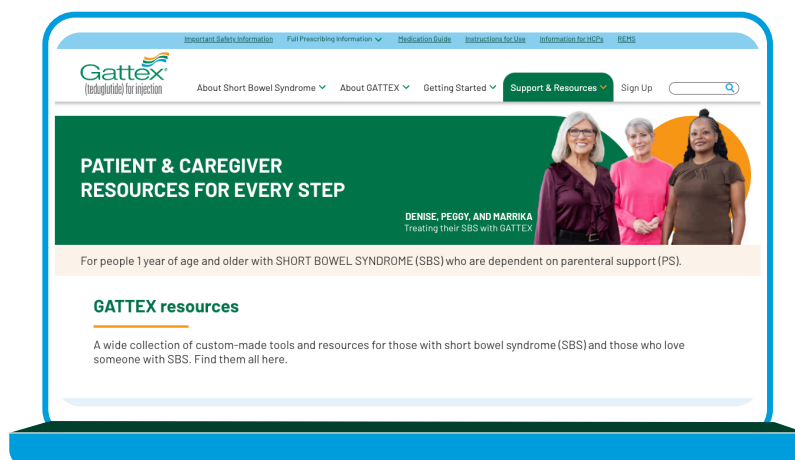 Important Safety Information Full Prescribing Information Medication Guide Instructions for Use Information for HCPs REMS
Gattex®
(teduglutide) for injection
About Short Bowel Syndrome About GATTEX Getting Started Support & Resources Sign Up
PATIENT & CAREGIVER
RESOURCES FOR EVERY STEP
DENISE, PEGGY, AND MARRIKA
Treating their SBS with GATTEX
For people 1 year of age and older with SHORT BOWEL SYNDROME (SBS) who are dependent on parenteral support (PS).
GATTEX resources
A wide collection of custom-made tools and resources for those with short bowel syndrome (SBS) and those who love
someone with SBS. Find them all here.